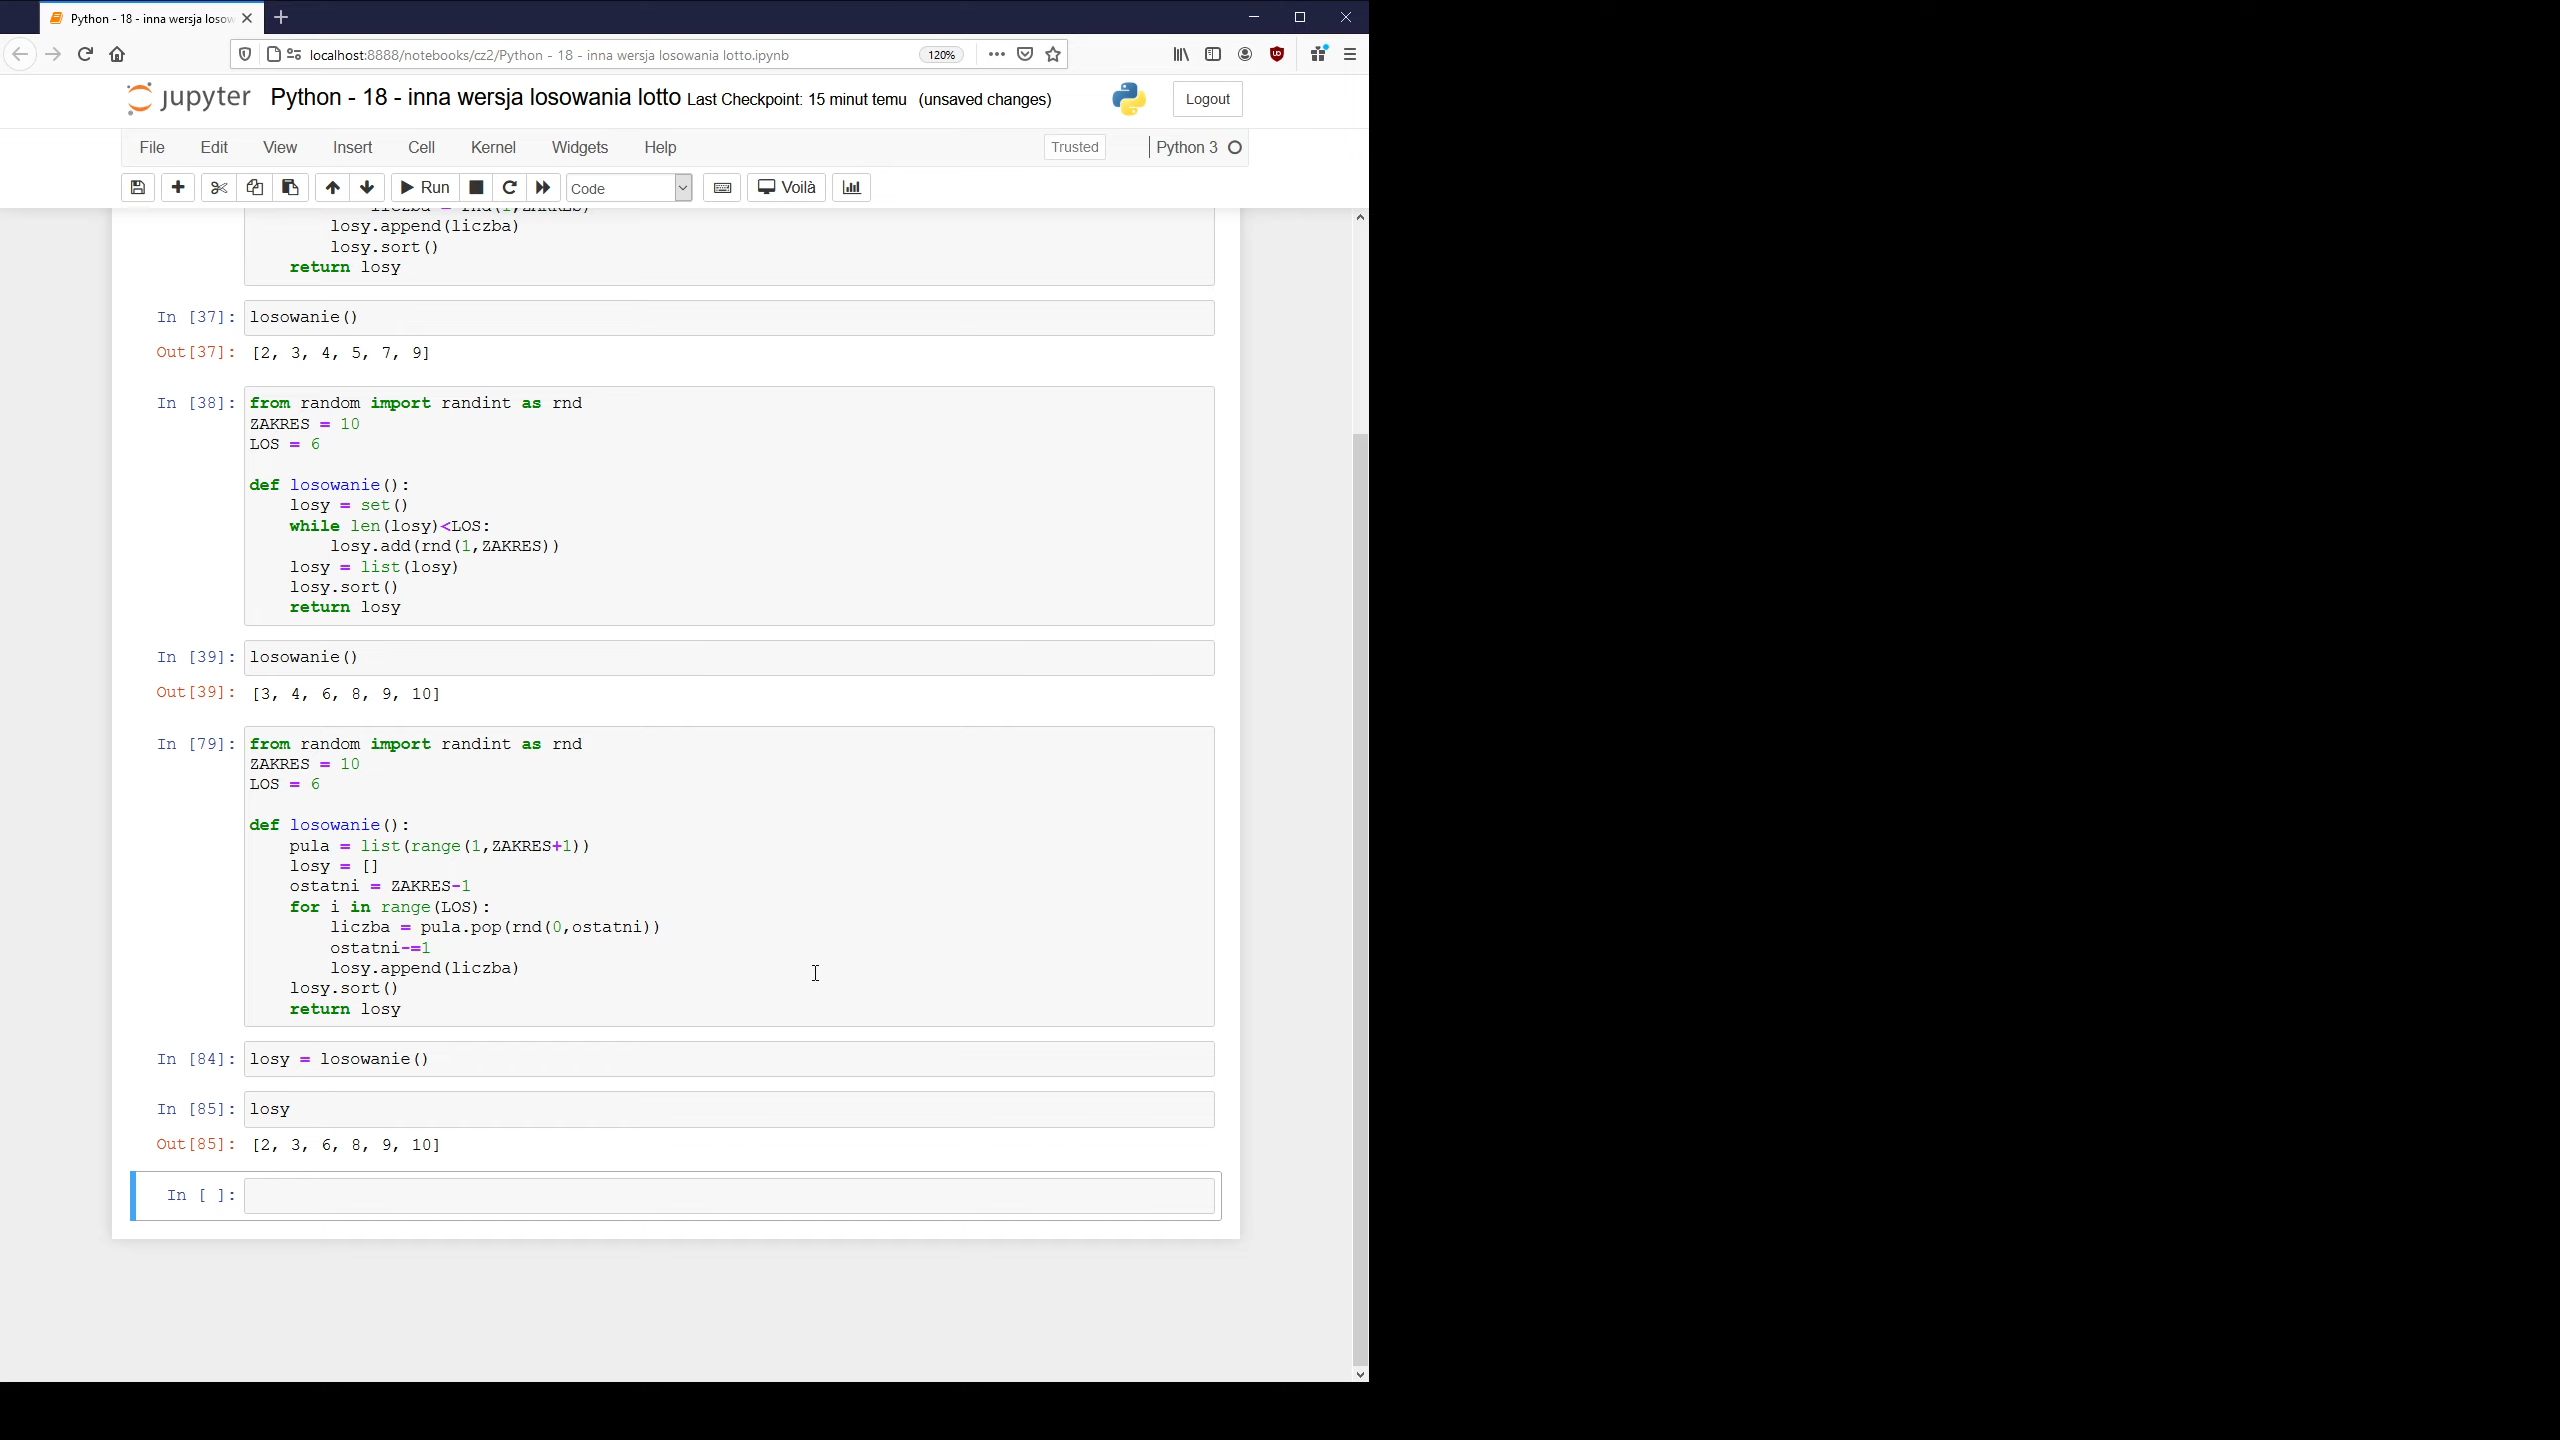 Python - 18 - inna wersja losow
localhost:8888/notebooks/cz2/Python - 18 - inna wersja losowania lotto.ipynb
120%
jupyter Python - 18 - inna wersja losowania lotto Last Checkpoint: 15 minut temu (unsaved changes)
Logout
File Edit View Insert Cell Kernel Widgets Help
Trusted
Python 3
Run
Code
Voilà
losy.append(liczba)
losy.sort()
return losy
In [37]: losowanie()
Out[37]: [2, 3, 4, 5, 7, 9]
In [38]: from random import randint as rnd
ZAKRES = 10
LOS = 6
def losowanie():
losy = set()
while len(losy)<LOS:
losy.add(rnd(1,ZAKRES))
losy = list(losy)
losy.sort()
return losy
In [39]: losowanie()
Out[39]: [3, 4, 6, 8, 9, 10]
In [79]: from random import randint as rnd
ZAKRES = 10
LOS = 6
def losowanie():
pula = list(range(1,ZAKRES+1))
losy = []
ostatni = ZAKRES-1
for i in range(LOS):
liczba = pula.pop(rnd(0,ostatni))
ostatni-=1
losy.append(liczba)
losy.sort()
return losy
In [84]: losy = losowanie()
In [85]: losy
Out[85]: [2, 3, 6, 8, 9, 10]
In [ ]: